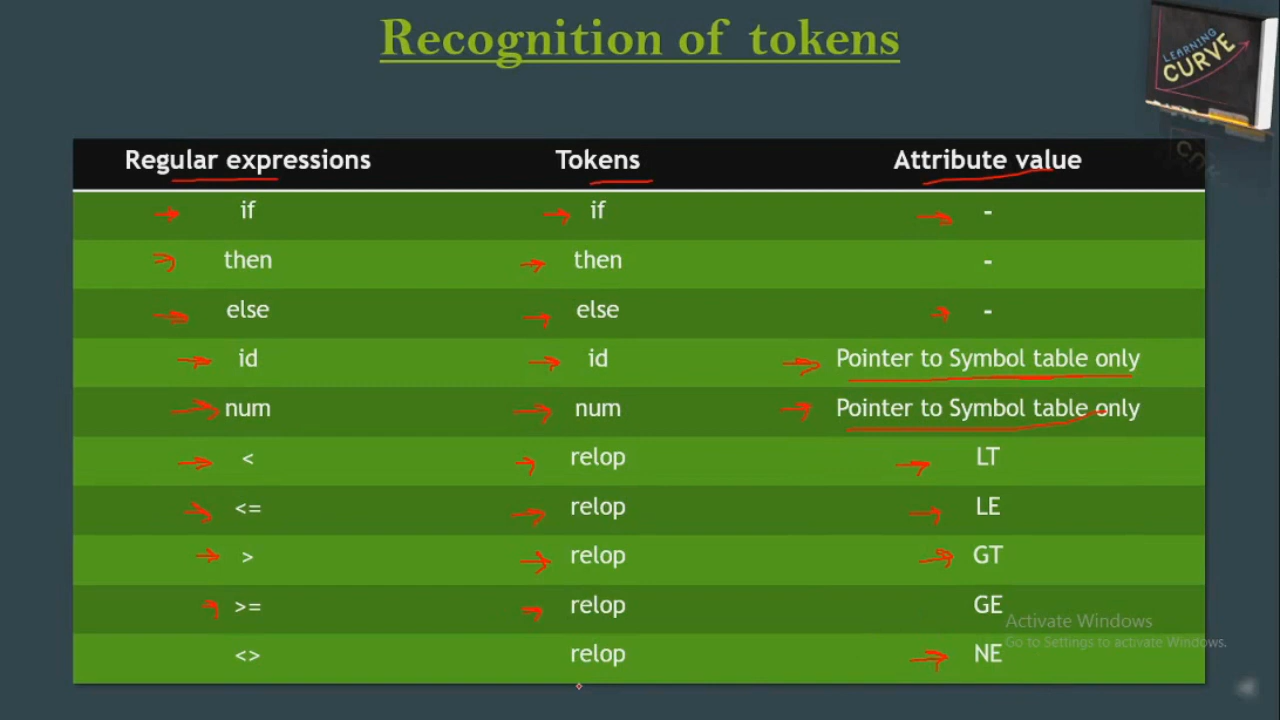 Recognition of tokens
LEARNING
CURVE
Regular expressions Tokens Attribute value
if if -
then then -
else else -
id id Pointer to Symbol table only
num num Pointer to Symbol table only
< relop LT
<= relop LE
> relop GT
>= relop GE
<> relop NE
Activate Windows
Go to Settings to activate Windows.